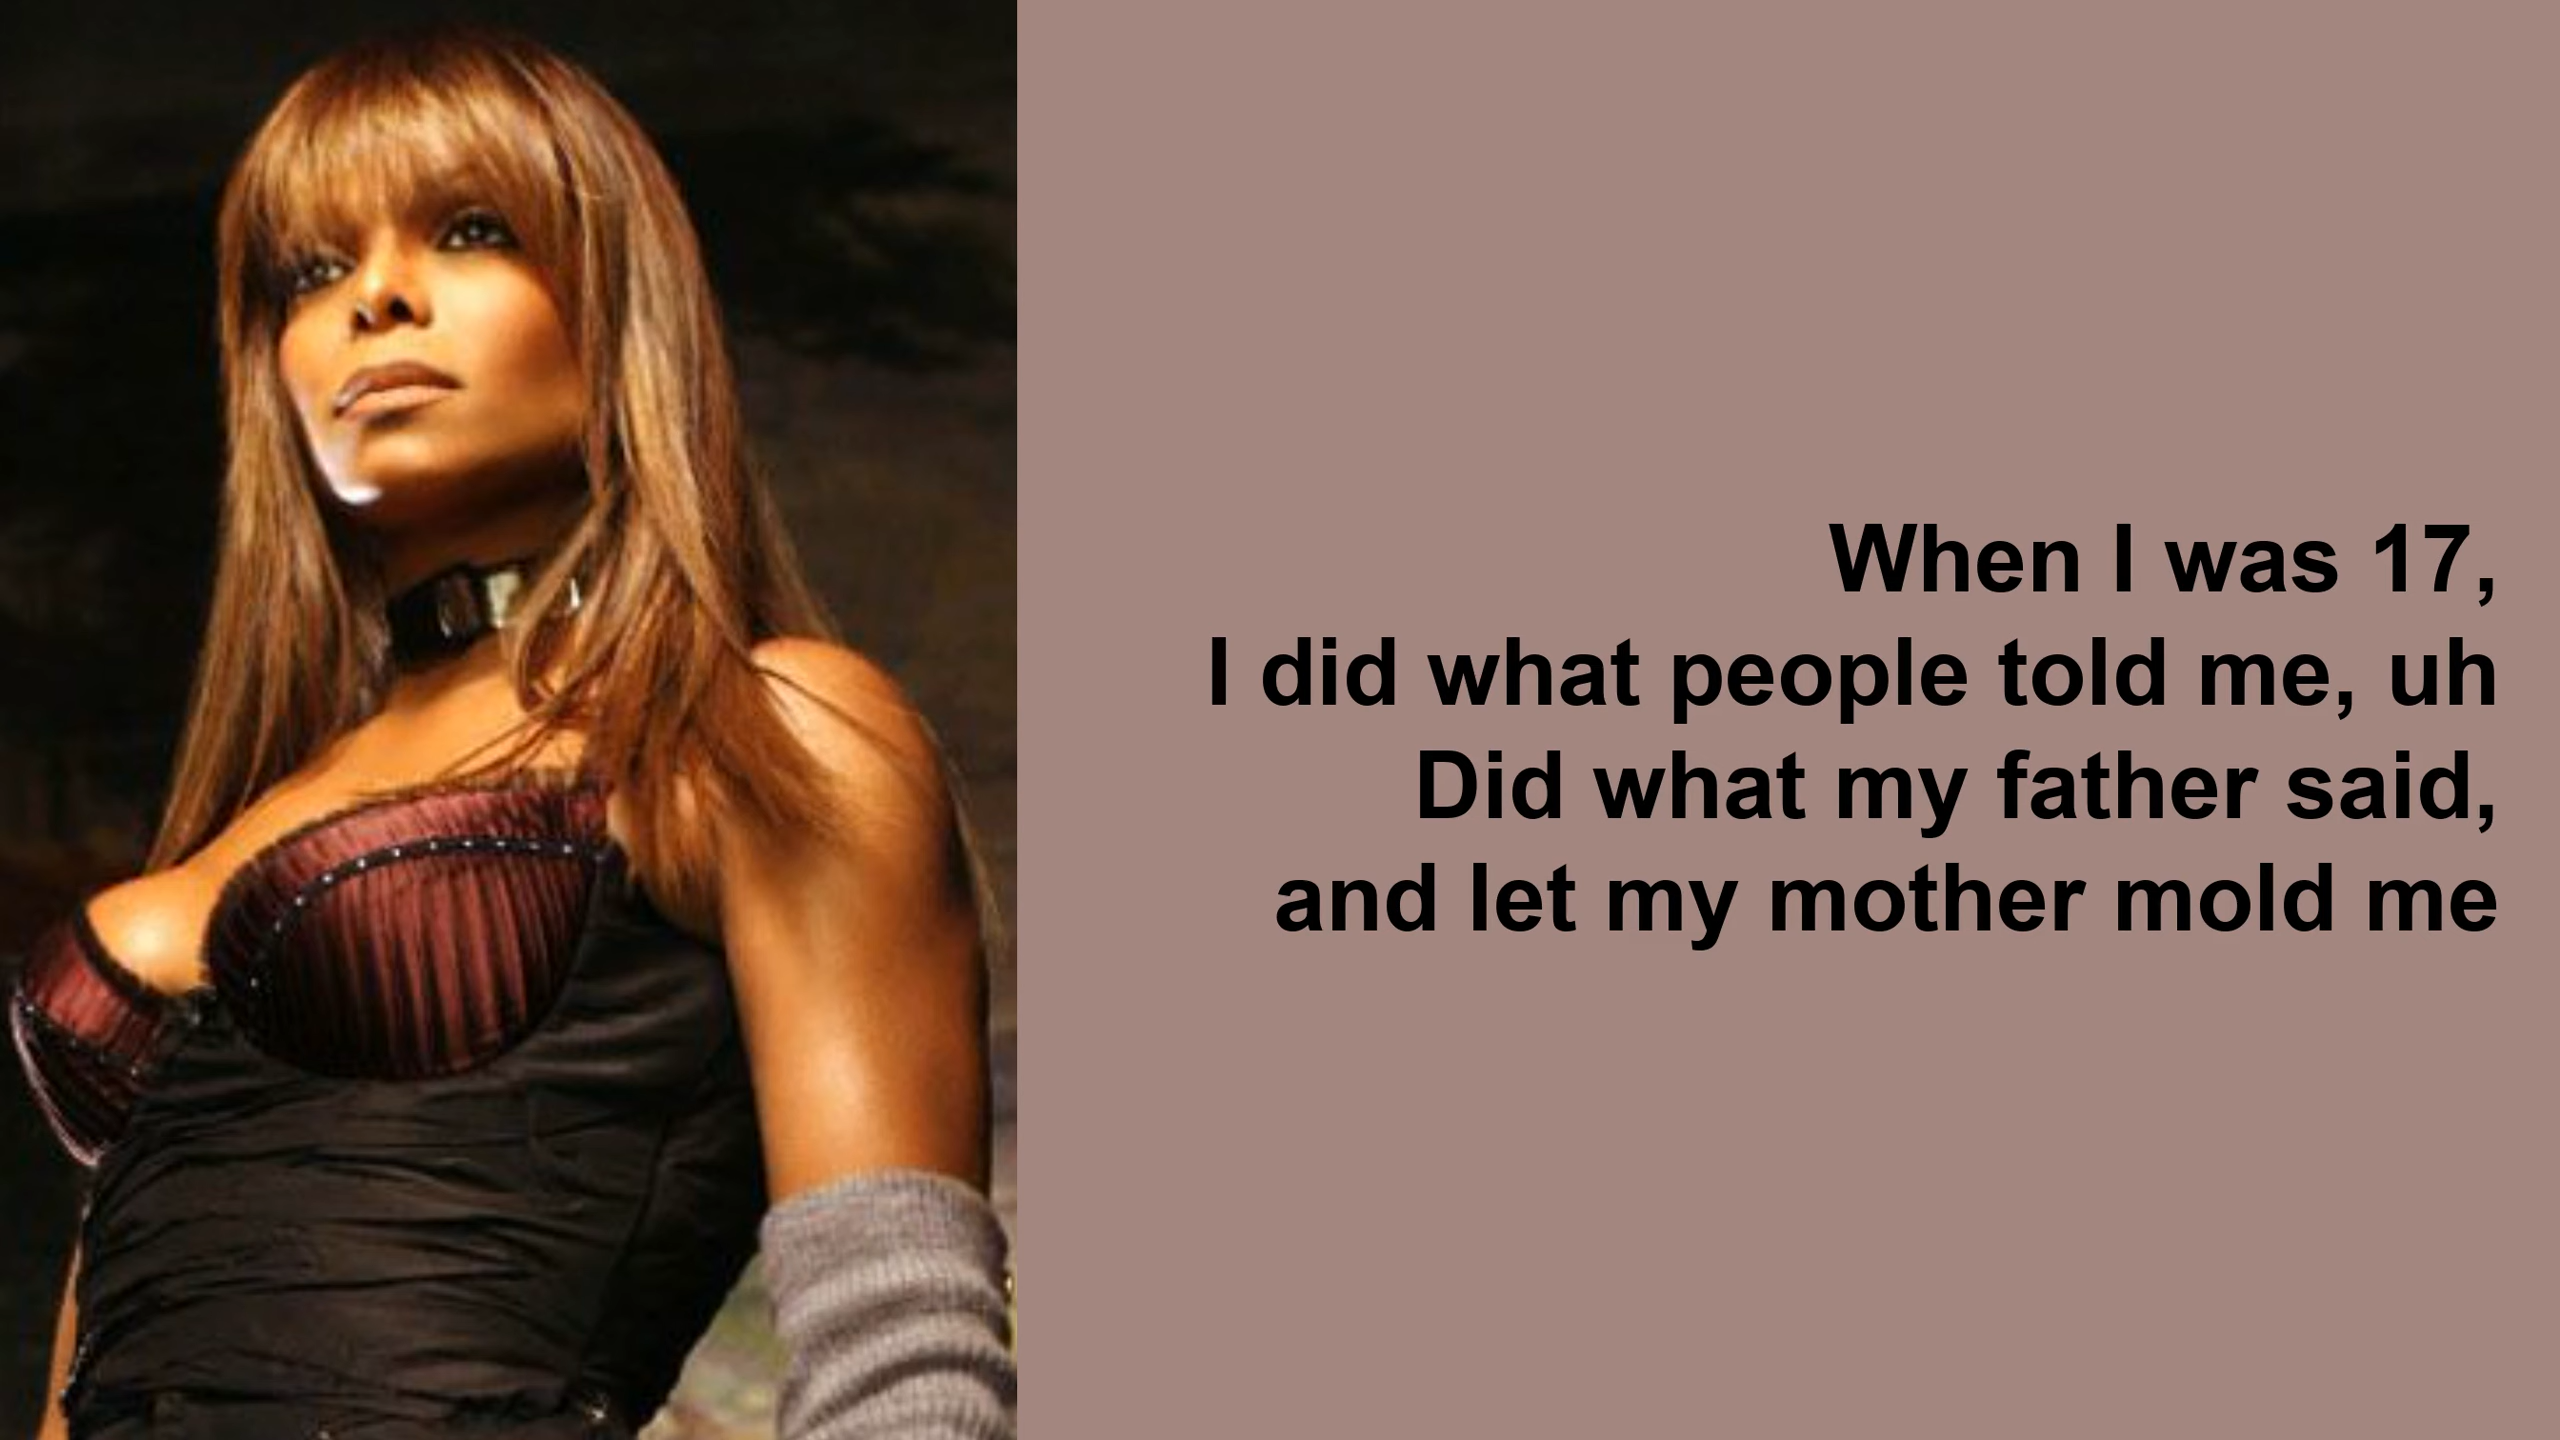 When I was 17,
I did what people told me, uh
Did what my father said,
and let my mother mold me